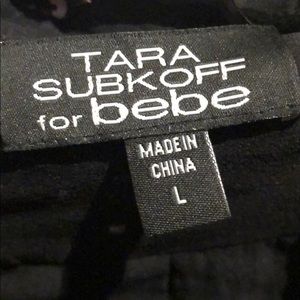 TARA
SUBKOFF
for bebe
MADE IN
CHINA
L